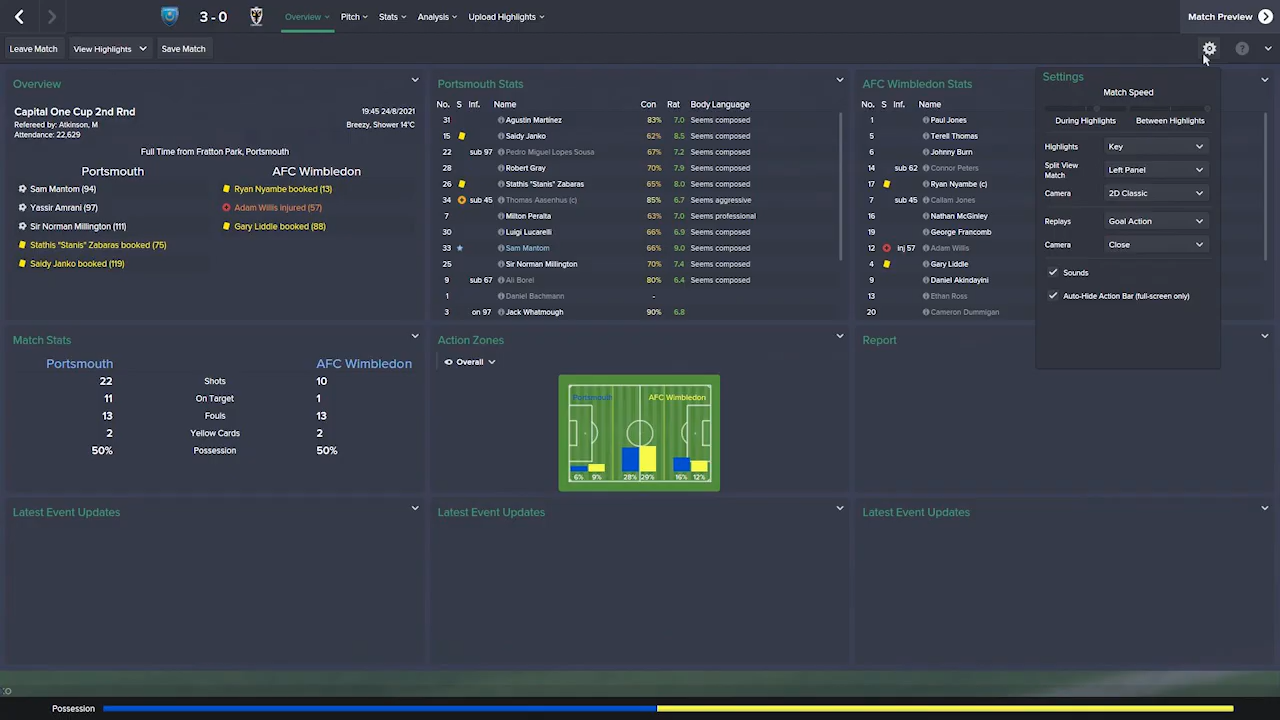 3 - 0 Overview Pitch Stats Analysis Upload Highlights Match Preview
Leave Match View Highlights Save Match ?
Overview
Capital One Cup 2nd Rnd 19:45 24/8/2021
Refereed by: Atkinson, M Breezy, Shower 14°C
Attendance: 22,629
Full Time from Fratton Park, Portsmouth
Portsmouth AFC Wimbledon
Sam Mantom (94) Ryan Nyambe booked (13)
Yassir Amrani (97) Adam Willis injured (57)
Sir Norman Millington (111) Gary Liddle booked (88)
Stathis "Stanis" Zabaras booked (75)
Saidy Janko booked (119)
Portsmouth Stats
No. S Inf. Name Con Rat Body Language
31 Agustín Martínez 83% 7.0 Seems composed
15 Saidy Janko 62% 8.5 Seems composed
22 sub 97 Pedro Miguel Lopes Sousa 67% 7.2 Seems composed
28 Robert Gray 70% 7.9 Seems composed
26 Stathis "Stanis" Zabaras 65% 8.0 Seems composed
34 sub 45 Thomas Aasenhus (c) 85% 6.7 Seems aggressive
7 Milton Peralta 63% 7.0 Seems professional
30 Luigi Lucarelli 66% 6.9 Seems composed
33 Sam Mantom 66% 9.0 Seems composed
25 Sir Norman Millington 70% 7.4 Seems composed
9 sub 67 Ali Borel 80% 6.4 Seems composed
1 Daniel Bachmann -
3 on 97 Jack Whatmough 90% 6.8
AFC Wimbledon Stats
No. S Inf. Name
1 Paul Jones
5 Terell Thomas
6 Johnny Burn
14 sub 62 Connor Peters
17 Ryan Nyambe (c)
7 sub 45 Callam Jones
16 Nathan McGinley
19 George Francomb
12 inj 57 Adam Willis
4 Gary Liddle
9 Daniel Akindayini
13 Ethan Ross
20 Cameron Dummigan
Settings
Match Speed
During Highlights Between Highlights
Highlights Key
Split View Match Left Panel
Camera 2D Classic
Replays Goal Action
Camera Close
Sounds
Auto-Hide Action Bar (full-screen only)
Match Stats
Portsmouth AFC Wimbledon
22 Shots 10
11 On Target 1
13 Fouls 13
2 Yellow Cards 2
50% Possession 50%
Action Zones
Overall
Portsmouth AFC Wimbledon
6% 9% 28% 29% 16% 12%
Report
Latest Event Updates
Latest Event Updates
Latest Event Updates
:o
Possession